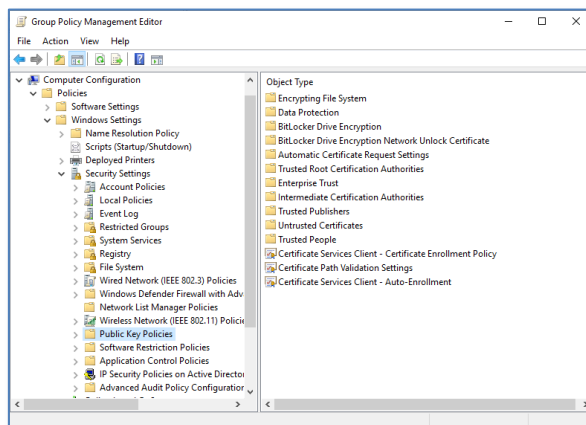 Group Policy Management Editor
File Action View Help
Computer Configuration
Policies
Software Settings
Windows Settings
Name Resolution Policy
Scripts (Startup/Shutdown)
Deployed Printers
Security Settings
Account Policies
Local Policies
Event Log
Restricted Groups
System Services
Registry
File System
Wired Network (IEEE 802.3) Policies
Windows Defender Firewall with Adv
Network List Manager Policies
Wireless Network (IEEE 802.11) Policie
Public Key Policies
Software Restriction Policies
Application Control Policies
IP Security Policies on Active Director
Advanced Audit Policy Configuration
Object Type
Encrypting File System
Data Protection
BitLocker Drive Encryption
BitLocker Drive Encryption Network Unlock Certificate
Automatic Certificate Request Settings
Trusted Root Certification Authorities
Enterprise Trust
Intermediate Certification Authorities
Trusted Publishers
Untrusted Certificates
Trusted People
Certificate Services Client - Certificate Enrollment Policy
Certificate Path Validation Settings
Certificate Services Client - Auto-Enrollment